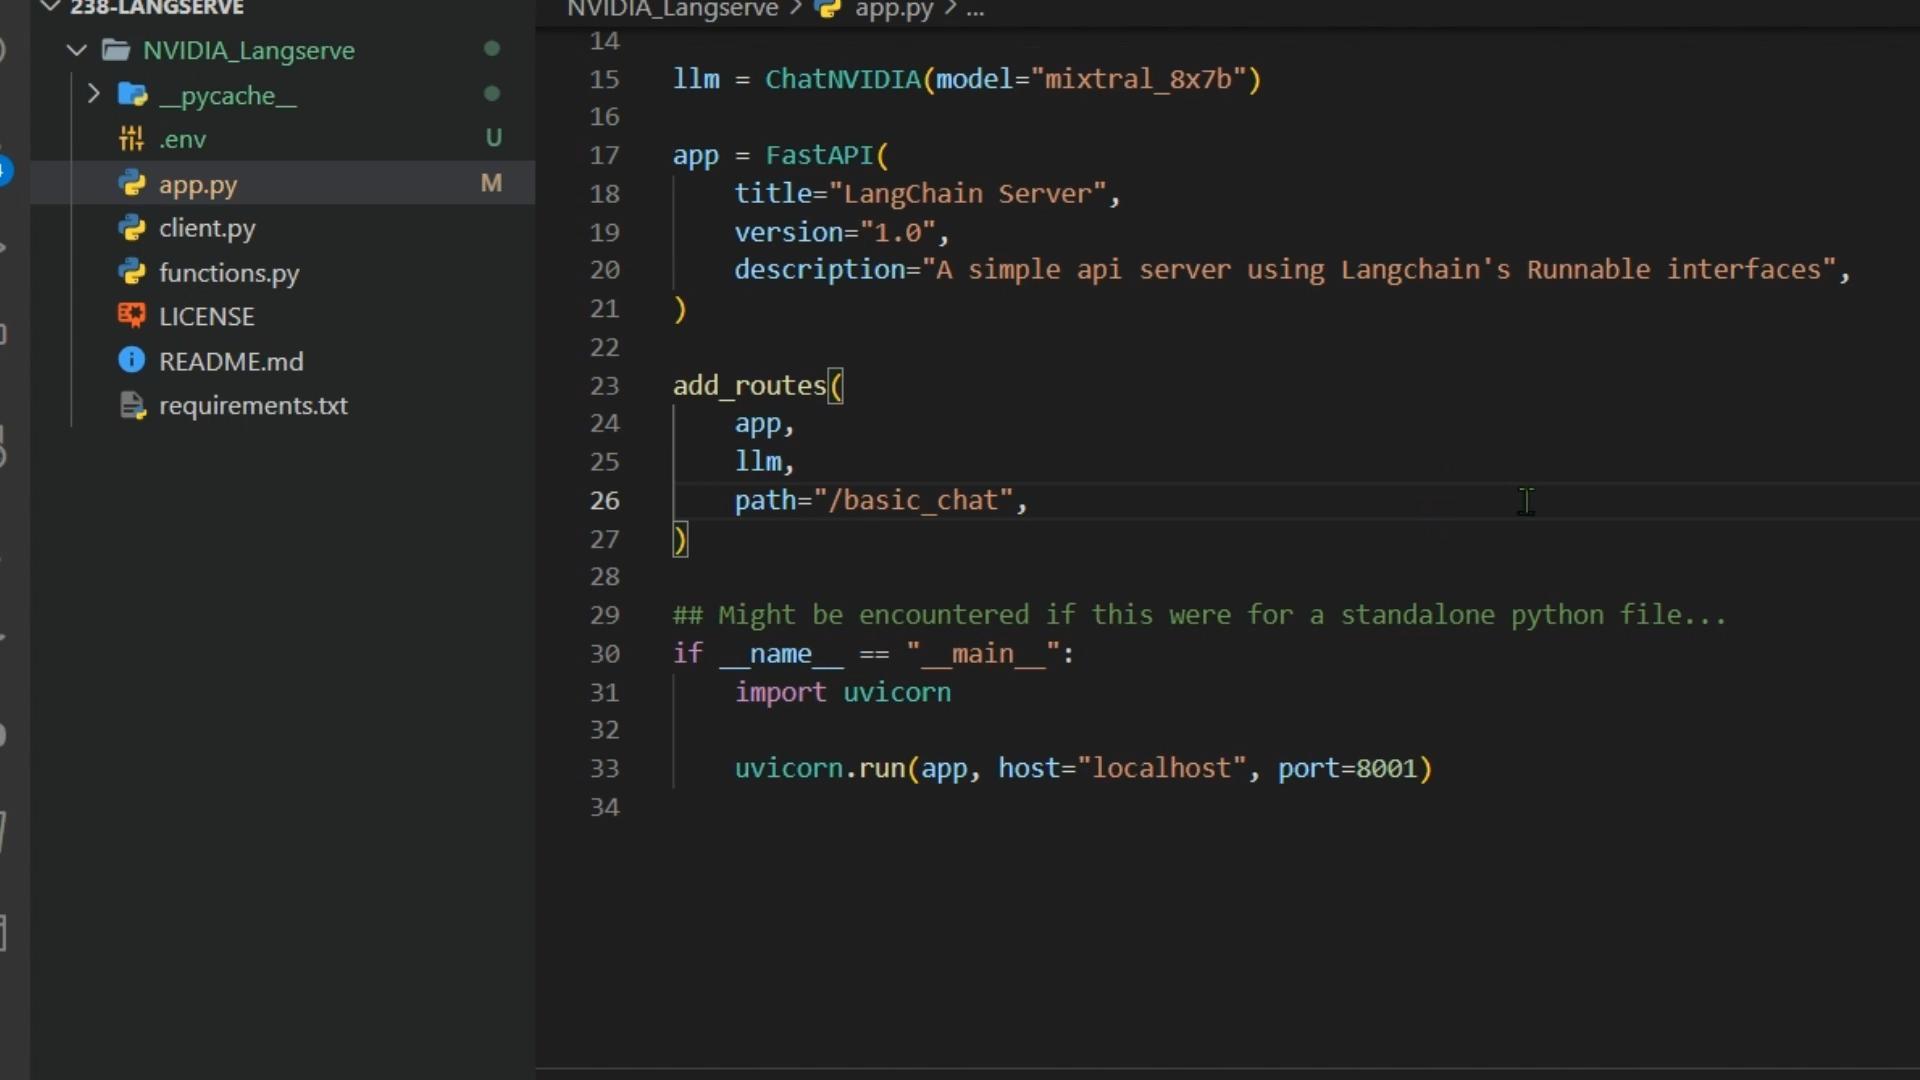 238-LANGSERVE
NVIDIA_Langserve
__pycache__
.env U
app.py M
client.py
functions.py
LICENSE
README.md
requirements.txt
NVIDIA_Langserve > app.py > ...
14
15 llm = ChatNVIDIA(model="mixtral_8x7b")
16
17 app = FastAPI(
18 title="LangChain Server",
19 version="1.0",
20 description="A simple api server using Langchain's Runnable interfaces",
21 )
22
23 add_routes(
24 app,
25 llm,
26 path="/basic_chat",
27 )
28
29 ## Might be encountered if this were for a standalone python file...
30 if __name__ == "__main__":
31 import uvicorn
32
33 uvicorn.run(app, host="localhost", port=8001)
34